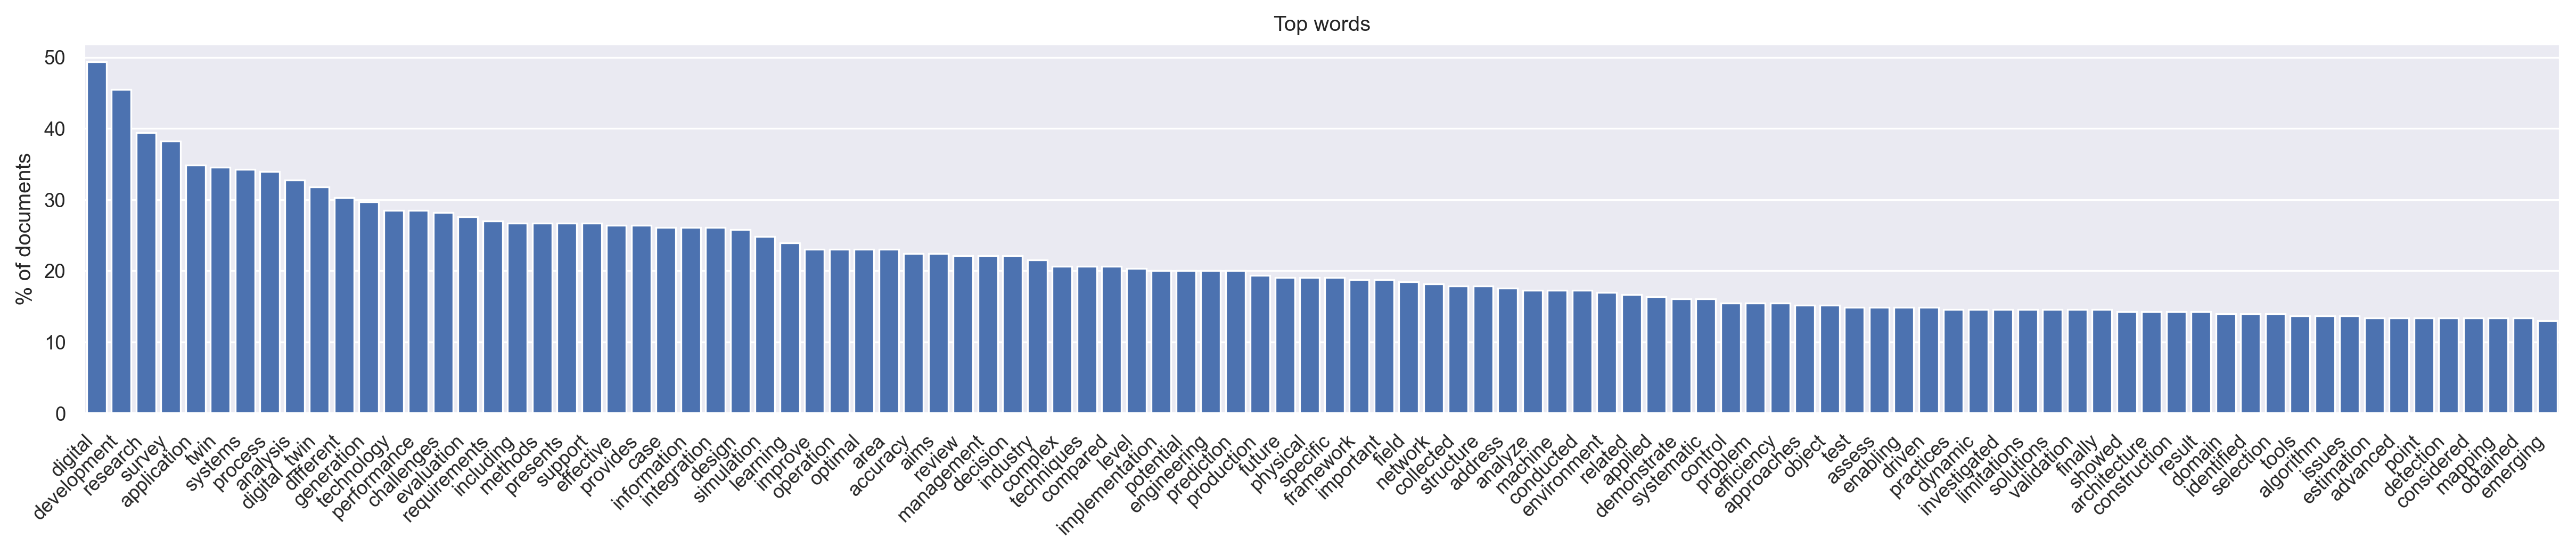 Top words
% of documents
50
40
30
20
10
0
digital
development
research
survey
application
twin
systems
process
analysis
digital / twin
different
generation
technology
performance
challenges
evaluation
requirements
including
methods
presents
support
effective
provides
case
information
integration
design
simulation
learning
improve
operation
optimal
area
accuracy
aims
review
management
decision
industry
complex
techniques
compared
level
implementation
potential
engineering
prediction
production
future
physical
specific
framework
important
field
network
collected
structure
address
analyze
machine
conducted
environment
related
applied
demonstrate
systematic
control
problem
efficiency
approaches
object
test
assess
enabling
driven
practices
dynamic
investigated
limitations
solutions
validation
finally
showed
architecture
construction
result
domain
identified
selection
tools
algorithm
issues
estimation
advanced
point
detection
considered
mapping
obtained
emerging